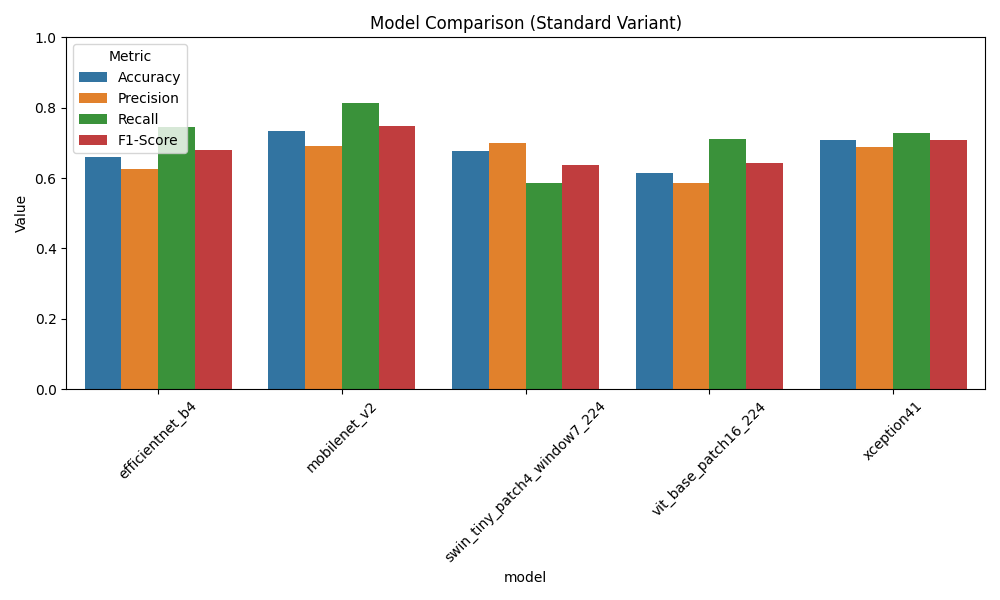 Model Comparison (Standard Variant)
Metric
Accuracy
Precision
Recall
F1-Score
Value
1.0
0.8
0.6
0.4
0.2
0.0
efficientnet_b4
mobilenet_v2
swin_tiny_patch4_window7_224
vit_base_patch16_224
xception41
model